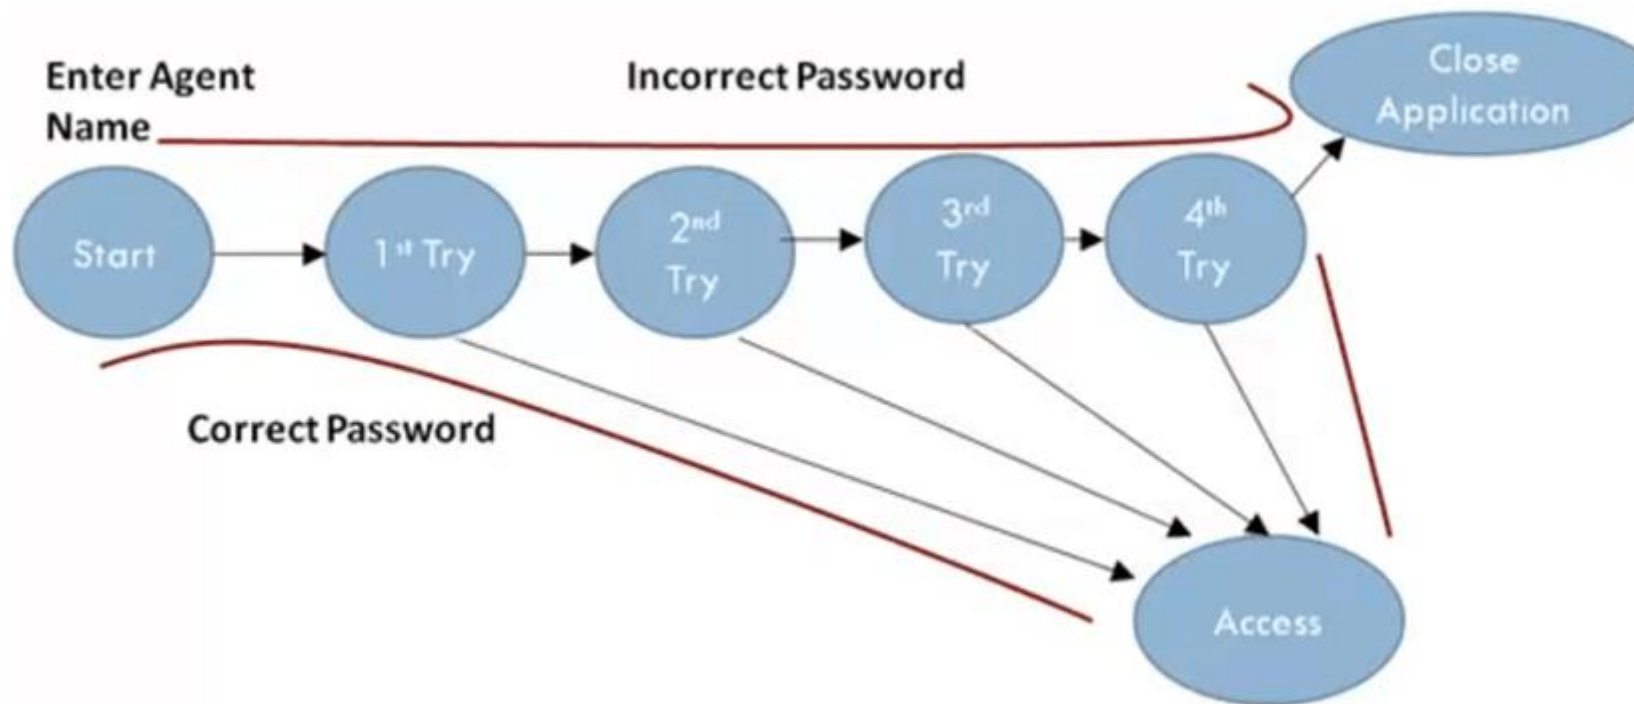 Enter Agent
Name
Incorrect Password
Close
Application
Start
1st Try
2nd
Try
3rd
Try
4th
Try
Correct Password
Access